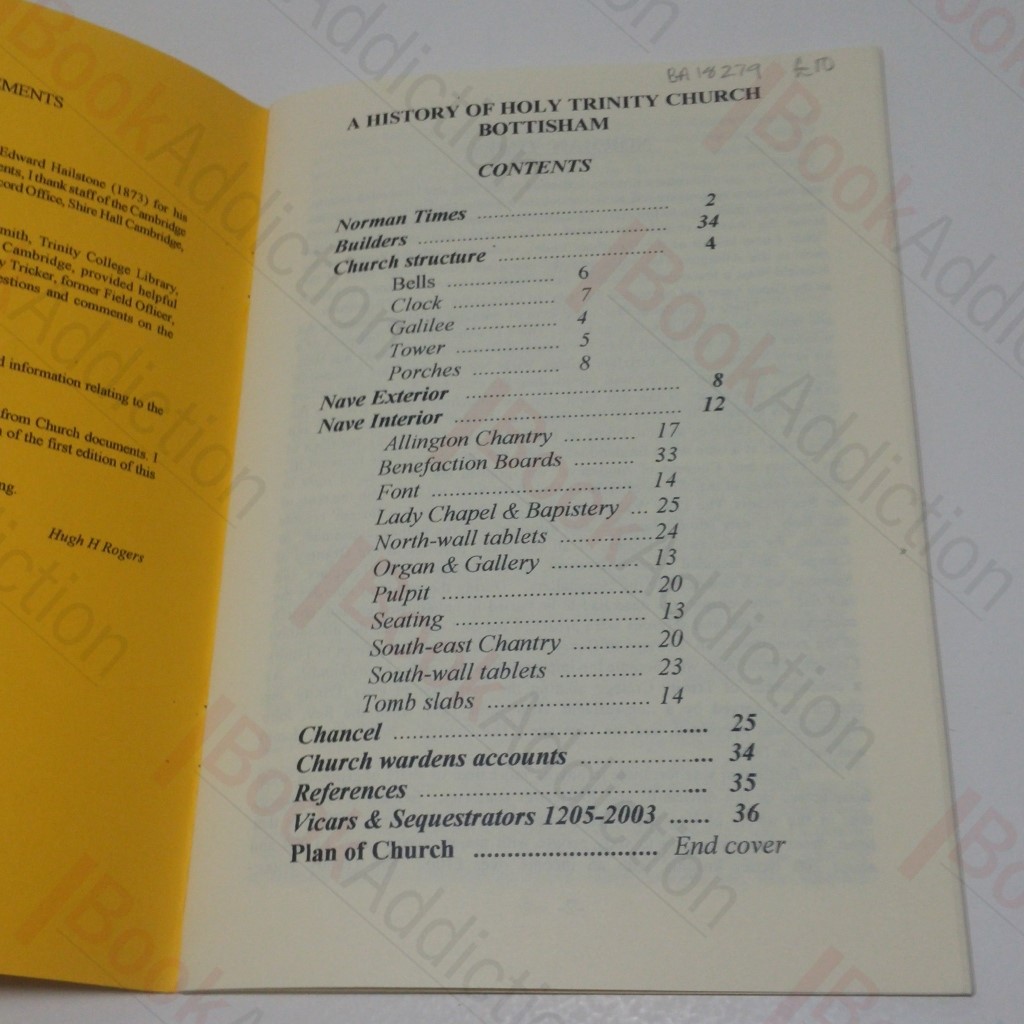 EMENTS
Edward Hailstone (1873) for his
ents, I thank staff of the Cambridge
cord Office, Shire Hall Cambridge,
mith, Trinity College Library,
Cambridge, provided helpful
y Tricker, former Field Officer,
estions and comments on the
d information relating to the
from Church documents. I
n of the first edition of this
ng.
Hugh H Rogers
BA 18279 £10
A HISTORY OF HOLY TRINITY CHURCH
BOTTISHAM
CONTENTS
Norman Times .................................... 2
Builders .............................................. 34
Church structure ............................... 4
Bells .................. 6
Clock ................. 7
Galilee ............... 4
Tower ................. 5
Porches .............. 8
Nave Exterior .................................... 8
Nave Interior ...................................... 12
Allington Chantry ........... 17
Benefaction Boards .......... 33
Font ................................ 14
Lady Chapel & Bapistery ... 25
North-wall tablets ...............24
Organ & Gallery .............. 13
Pulpit ................................ 20
Seating ............................... 13
South-east Chantry ............ 20
South-wall tablets ............. 23
Tomb slabs ......................... 14
Chancel ............................................... 25
Church wardens accounts .................... 34
References ........................................... 35
Vicars & Sequestrators 1205-2003 ...... 36
Plan of Church ........................... End cover
BookAddiction